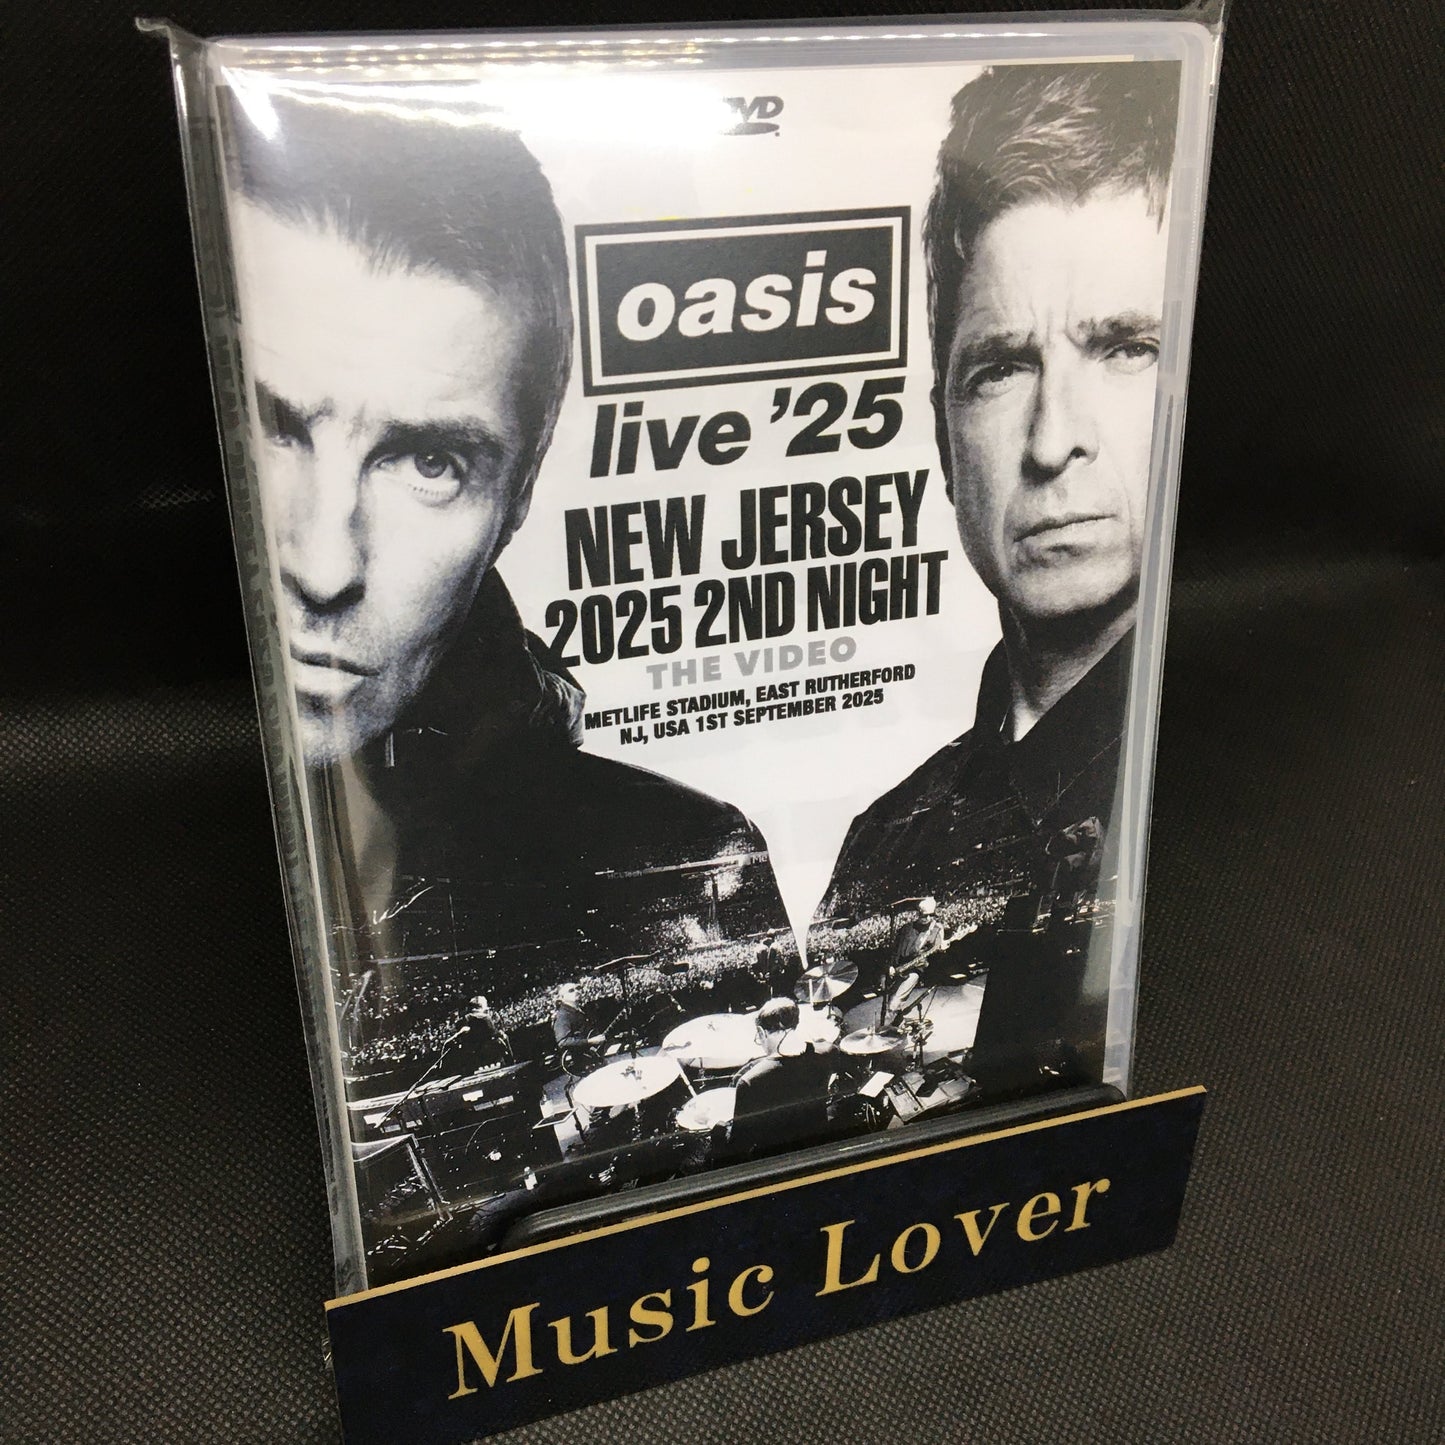 oasis
live '25
NEW JERSEY
2025 2ND NIGHT
THE VIDEO
METLIFE STADIUM, EAST RUTHERFORD
NJ, USA 1ST SEPTEMBER 2025
Music Lover